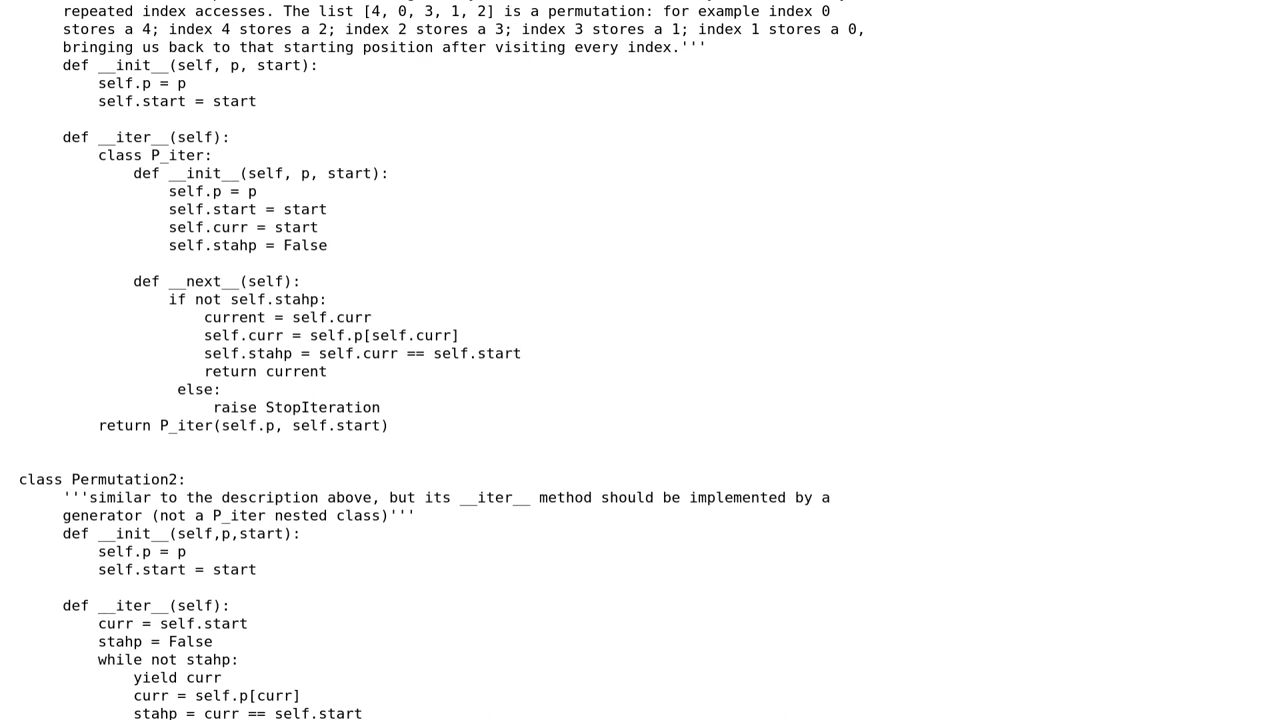 repeated index accesses. The list [4, 0, 3, 1, 2] is a permutation: for example index 0
stores a 4; index 4 stores a 2; index 2 stores a 3; index 3 stores a 1; index 1 stores a 0,
bringing us back to that starting position after visiting every index.'''
def __init__(self, p, start):
self.p = p
self.start = start
def __iter__(self):
class P_iter:
def __init__(self, p, start):
self.p = p
self.start = start
self.curr = start
self.stahp = False
def __next__(self):
if not self.stahp:
current = self.curr
self.curr = self.p[self.curr]
self.stahp = self.curr == self.start
return current
else:
raise StopIteration
return P_iter(self.p, self.start)
class Permutation2:
'''similar to the description above, but its __iter__ method should be implemented by a
generator (not a P_iter nested class)'''
def __init__(self,p,start):
self.p = p
self.start = start
def __iter__(self):
curr = self.start
stahp = False
while not stahp:
yield curr
curr = self.p[curr]
stahp = curr == self.start